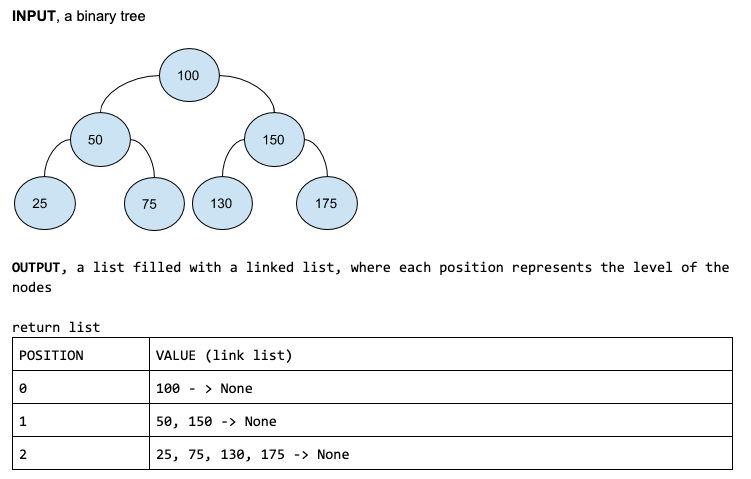 INPUT, a binary tree
100
50
150
25
75
130
175
OUTPUT, a list filled with a linked list, where each position represents the level of the
nodes
return list
POSITION VALUE (link list)
0 100 - > None
1 50, 150 -> None
2 25, 75, 130, 175 -> None